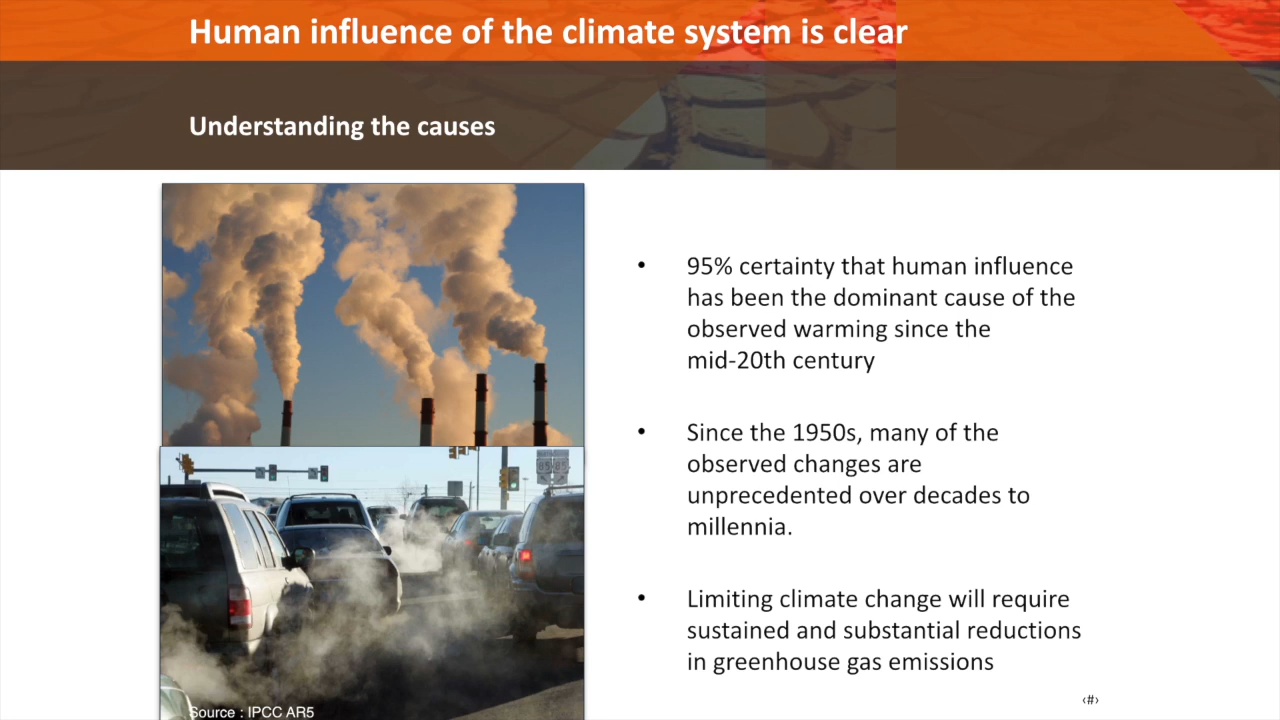 Human influence of the climate system is clear
Understanding the causes
• 95% certainty that human influence
has been the dominant cause of the
observed warming since the
mid-20th century
• Since the 1950s, many of the
observed changes are
unprecedented over decades to
millennia.
• Limiting climate change will require
sustained and substantial reductions
in greenhouse gas emissions
Source : IPCC AR5
‹#›